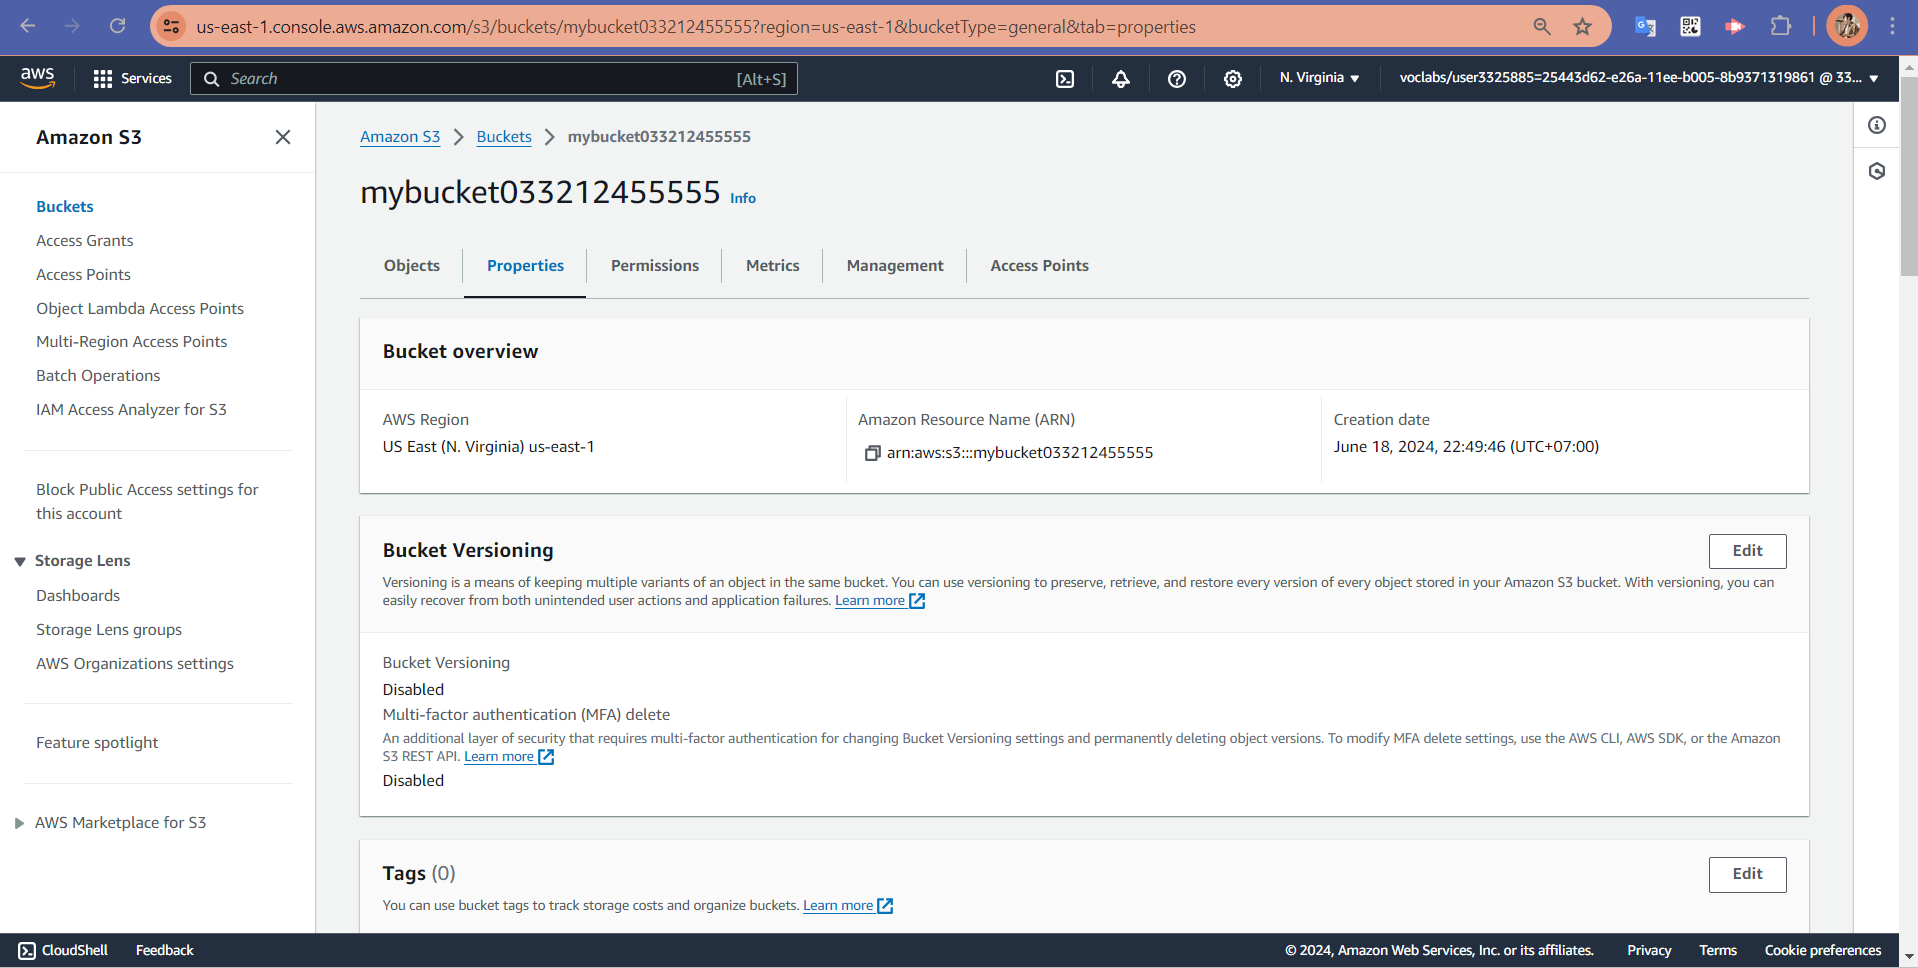 us-east-1.console.aws.amazon.com/s3/buckets/mybucket033212455555?region=us-east-1&bucketType=general&tab=properties
aws
Services
Search
[Alt+S]
N. Virginia
voclabs/user3325885=25443d62-e26a-11ee-b005-8b9371319861 @ 33...
Amazon S3
Buckets
Access Grants
Access Points
Object Lambda Access Points
Multi-Region Access Points
Batch Operations
IAM Access Analyzer for S3
Block Public Access settings for
this account
Storage Lens
Dashboards
Storage Lens groups
AWS Organizations settings
Feature spotlight
AWS Marketplace for S3
Amazon S3 > Buckets > mybucket033212455555
mybucket033212455555 Info
Objects
Properties
Permissions
Metrics
Management
Access Points
Bucket overview
AWS Region
US East (N. Virginia) us-east-1
Amazon Resource Name (ARN)
arn:aws:s3:::mybucket033212455555
Creation date
June 18, 2024, 22:49:46 (UTC+07:00)
Bucket Versioning
Edit
Versioning is a means of keeping multiple variants of an object in the same bucket. You can use versioning to preserve, retrieve, and restore every version of every object stored in your Amazon S3 bucket. With versioning, you can
easily recover from both unintended user actions and application failures. Learn more
Bucket Versioning
Disabled
Multi-factor authentication (MFA) delete
An additional layer of security that requires multi-factor authentication for changing Bucket Versioning settings and permanently deleting object versions. To modify MFA delete settings, use the AWS CLI, AWS SDK, or the Amazon
S3 REST API. Learn more
Disabled
Tags (0)
Edit
You can use bucket tags to track storage costs and organize buckets. Learn more
CloudShell
Feedback
© 2024, Amazon Web Services, Inc. or its affiliates.
Privacy
Terms
Cookie preferences